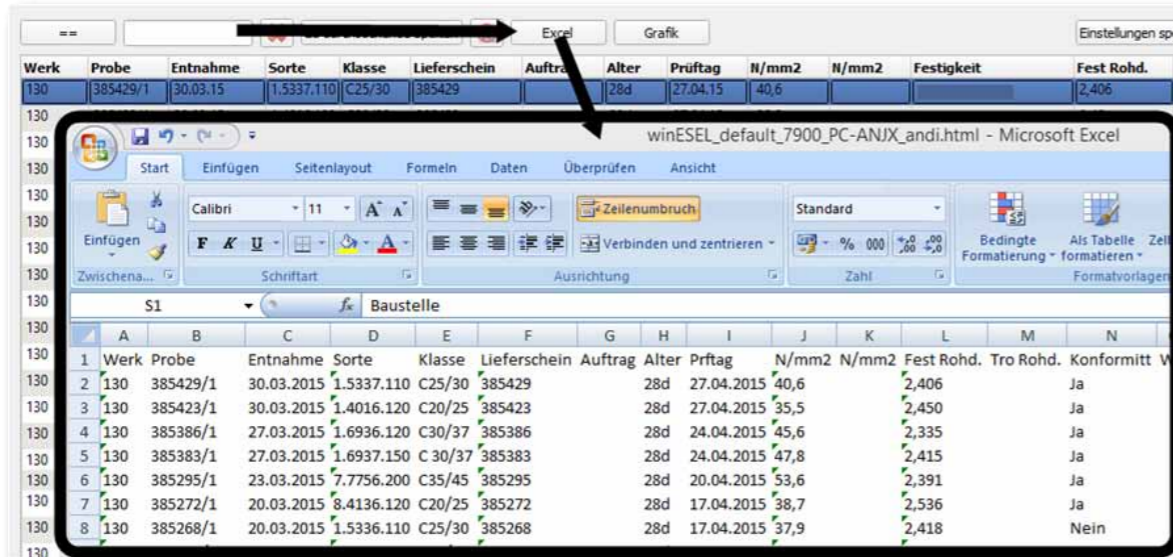 == Excel Grafik Einstellungen sp
Werk Probe Entnahme Sorte Klasse Lieferschein Auftra Alter Prüftag N/mm2 N/mm2 Festigkeit Fest Rohd.
130 385429/1 30.03.15 1.5337.110 C25/30 385429 28d 27.04.15 40,6 2,406
130
130 winESEL_default_7900_PC-ANJX_andi.html - Microsoft Excel
130 Start Einfügen Seitenlayout Formeln Daten Überprüfen Ansicht
130 Calibri 11 A A Zeilenumbruch Standard
130 F K U A Verbinden und zentrieren % 000 ,00 ,00
130 Einfügen Bedingte Formatierung Als Tabelle formatieren Zell
130 Zwischena... Schriftart Ausrichtung Zahl Formatvorlagen
130 S1 fx Baustelle
130 A B C D E F G H I J K L M N
130 1 Werk Probe Entnahme Sorte Klasse Lieferschein Auftrag Alter Prftag N/mm2 N/mm2 Fest Rohd. Tro Rohd. Konformitt W
130 2 130 385429/1 30.03.2015 1.5337.110 C25/30 385429 28d 27.04.2015 40,6 2,406 Ja
130 3 130 385423/1 30.03.2015 1.4016.120 C20/25 385423 28d 27.04.2015 35,5 2,450 Ja
130 4 130 385386/1 27.03.2015 1.6936.120 C30/37 385386 28d 24.04.2015 45,6 2,335 Ja
130 5 130 385383/1 27.03.2015 1.6937.150 C 30/37 385383 28d 24.04.2015 47,8 2,415 Ja
130 6 130 385295/1 23.03.2015 7.7756.200 C35/45 385295 28d 20.04.2015 53,6 2,391 Ja
130 7 130 385272/1 20.03.2015 8.4136.120 C20/25 385272 28d 17.04.2015 38,7 2,536 Ja
130 8 130 385268/1 20.03.2015 1.5336.110 C25/30 385268 28d 17.04.2015 37,9 2,418 Nein
130